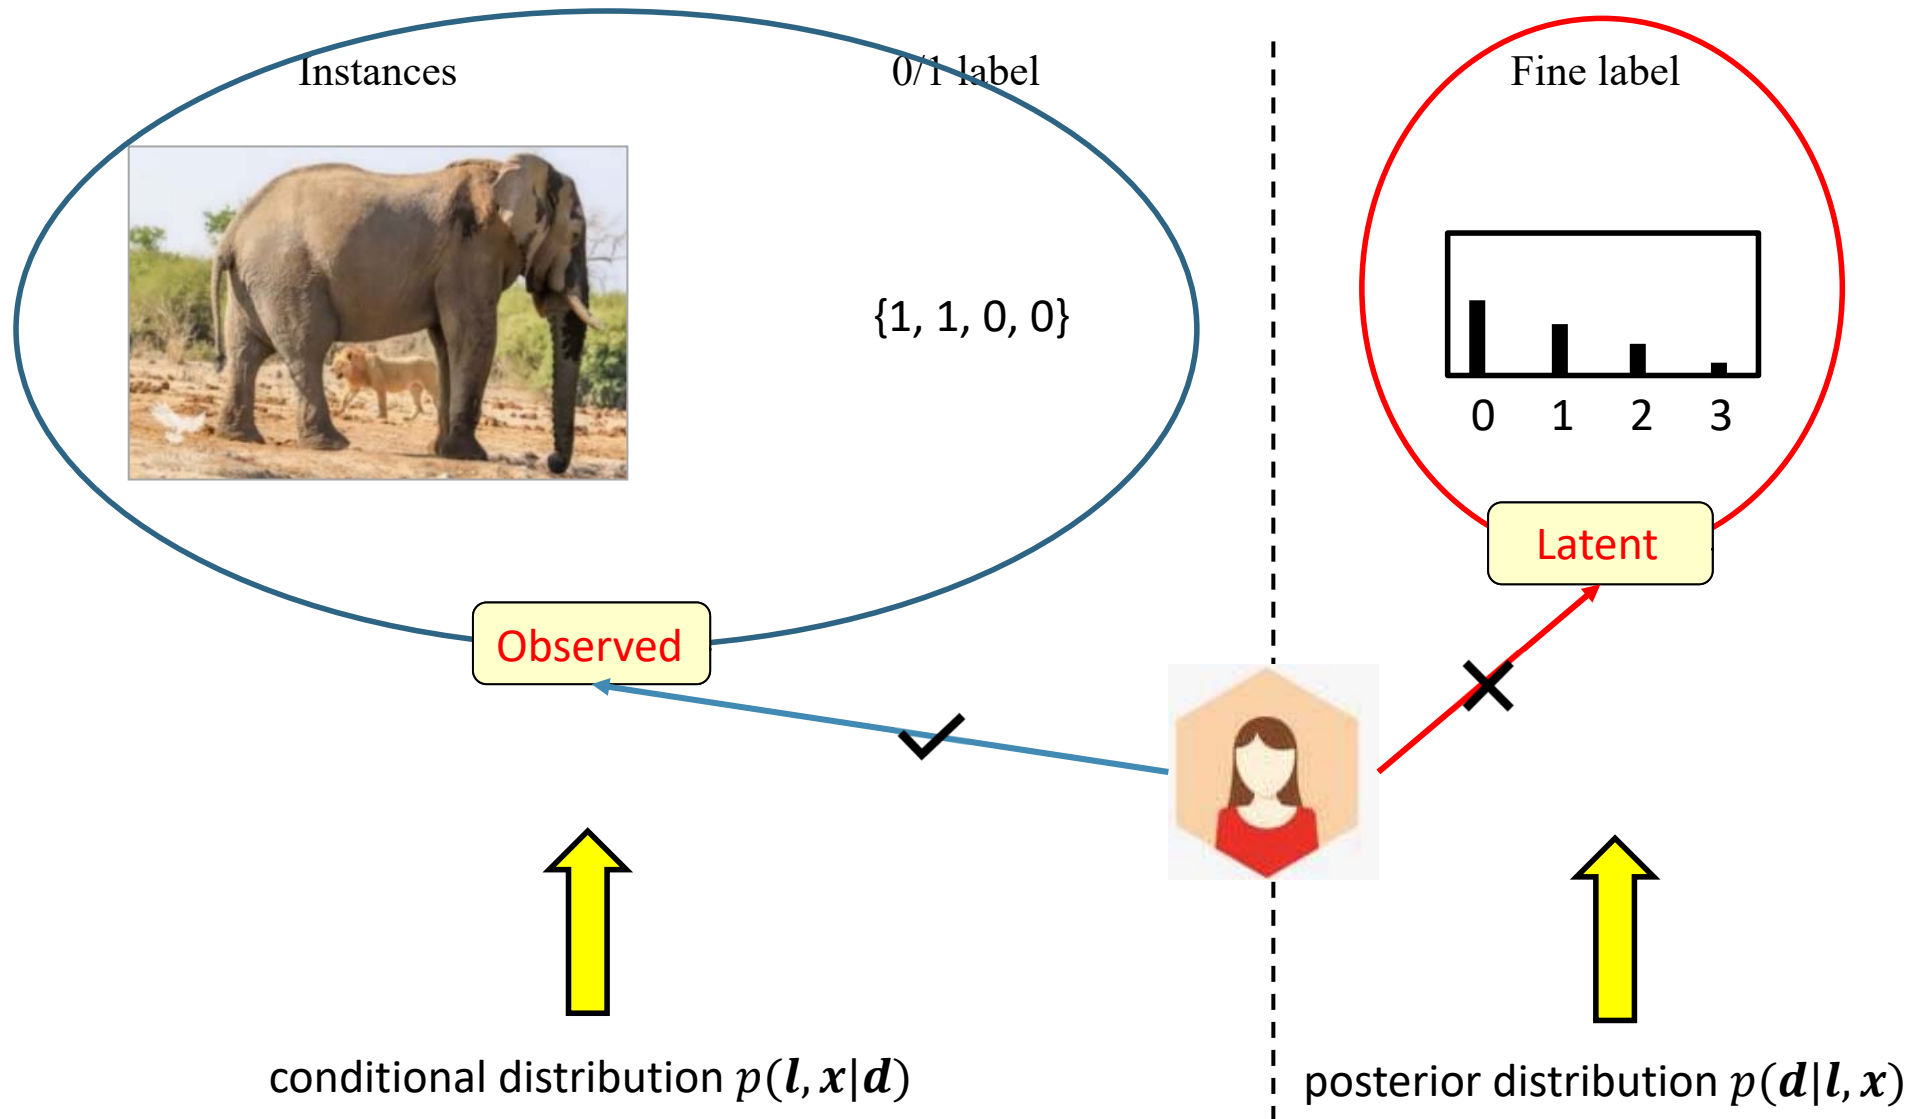 Instances
0/1 label
Fine label
{1, 1, 0, 0}
0 1 2 3
Latent
Observed
conditional distribution p(l, x|d)
posterior distribution p(d|l, x)